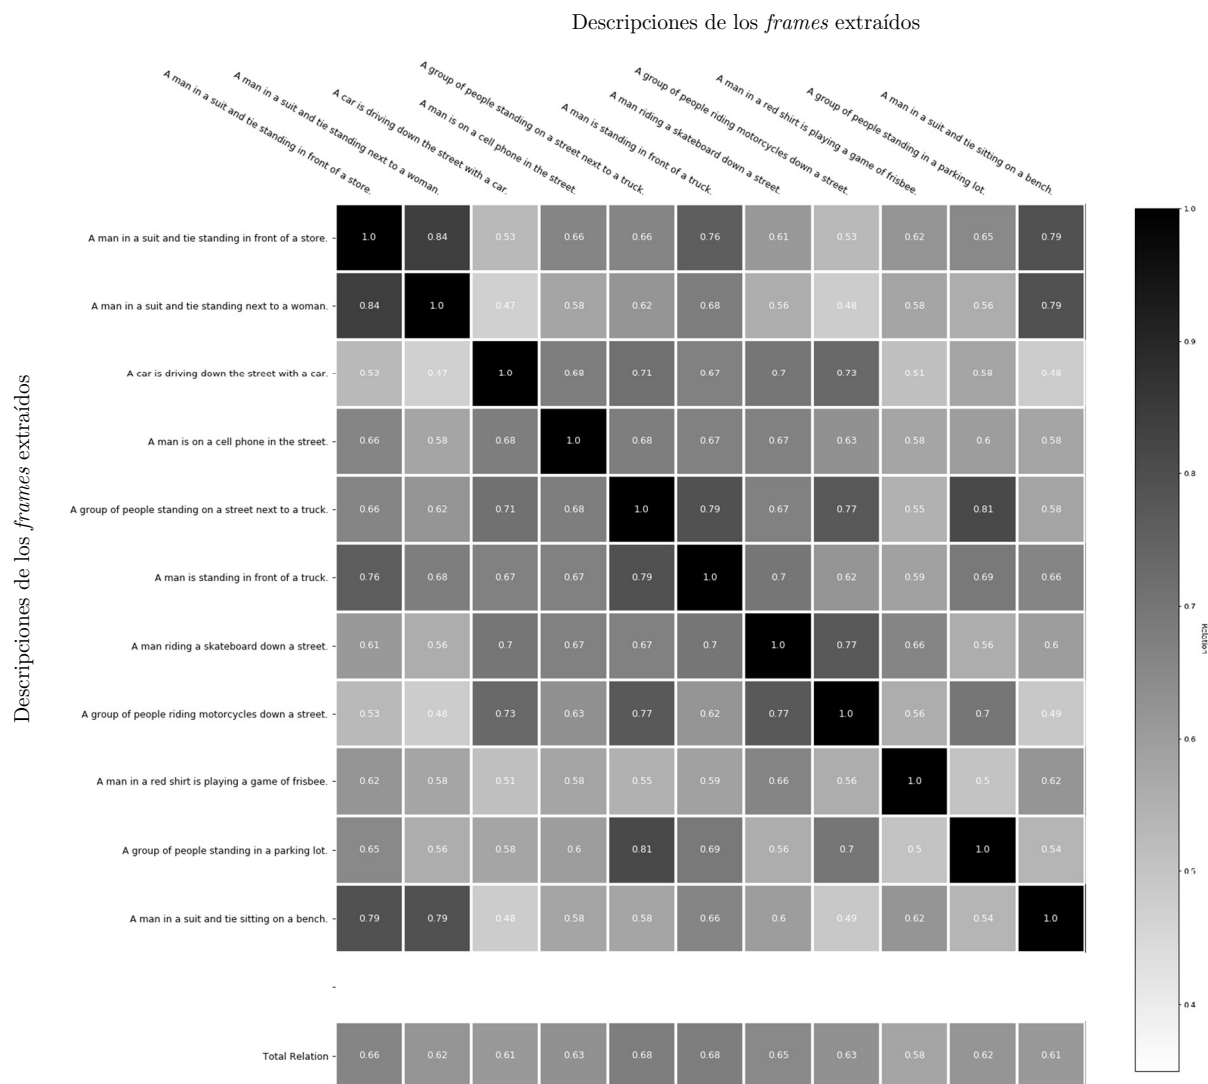 Descripciones de los frames extraídos
A man in a suit and tie standing in front of a store.
A man in a suit and tie standing next to a woman.
A car is driving down the street with a car.
A man is on a cell phone in the street.
A group of people standing on a street next to a truck.
A man is standing in front of a truck.
A man riding a skateboard down a street.
A group of people riding motorcycles down a street.
A man in a red shirt is playing a game of frisbee.
A group of people standing in a parking lot.
A man in a suit and tie sitting on a bench.
Descripciones de los frames extraídos
A man in a suit and tie standing in front of a store. 1.0 0.84 0.53 0.66 0.66 0.76 0.61 0.53 0.62 0.65 0.79
A man in a suit and tie standing next to a woman. 0.84 1.0 0.47 0.58 0.62 0.68 0.56 0.48 0.58 0.56 0.79
A car is driving down the street with a car. 0.53 0.47 1.0 0.68 0.71 0.67 0.7 0.73 0.51 0.58 0.48
A man is on a cell phone in the street. 0.66 0.58 0.68 1.0 0.68 0.67 0.67 0.63 0.58 0.6 0.58
A group of people standing on a street next to a truck. 0.66 0.62 0.71 0.68 1.0 0.79 0.67 0.77 0.55 0.81 0.58
A man is standing in front of a truck. 0.76 0.68 0.67 0.67 0.79 1.0 0.7 0.62 0.59 0.69 0.66
A man riding a skateboard down a street. 0.61 0.56 0.7 0.67 0.67 0.7 1.0 0.77 0.66 0.56 0.6
A group of people riding motorcycles down a street. 0.53 0.48 0.73 0.63 0.77 0.62 0.77 1.0 0.56 0.7 0.49
A man in a red shirt is playing a game of frisbee. 0.62 0.58 0.51 0.58 0.55 0.59 0.66 0.56 1.0 0.5 0.62
A group of people standing in a parking lot. 0.65 0.56 0.58 0.6 0.81 0.69 0.56 0.7 0.5 1.0 0.54
A man in a suit and tie sitting on a bench. 0.79 0.79 0.48 0.58 0.58 0.66 0.6 0.49 0.62 0.54 1.0
Total Relation 0.66 0.62 0.61 0.63 0.68 0.68 0.65 0.63 0.58 0.62 0.61
1.0
0.9
0.8
0.7
0.6
0.5
0.4
Relation